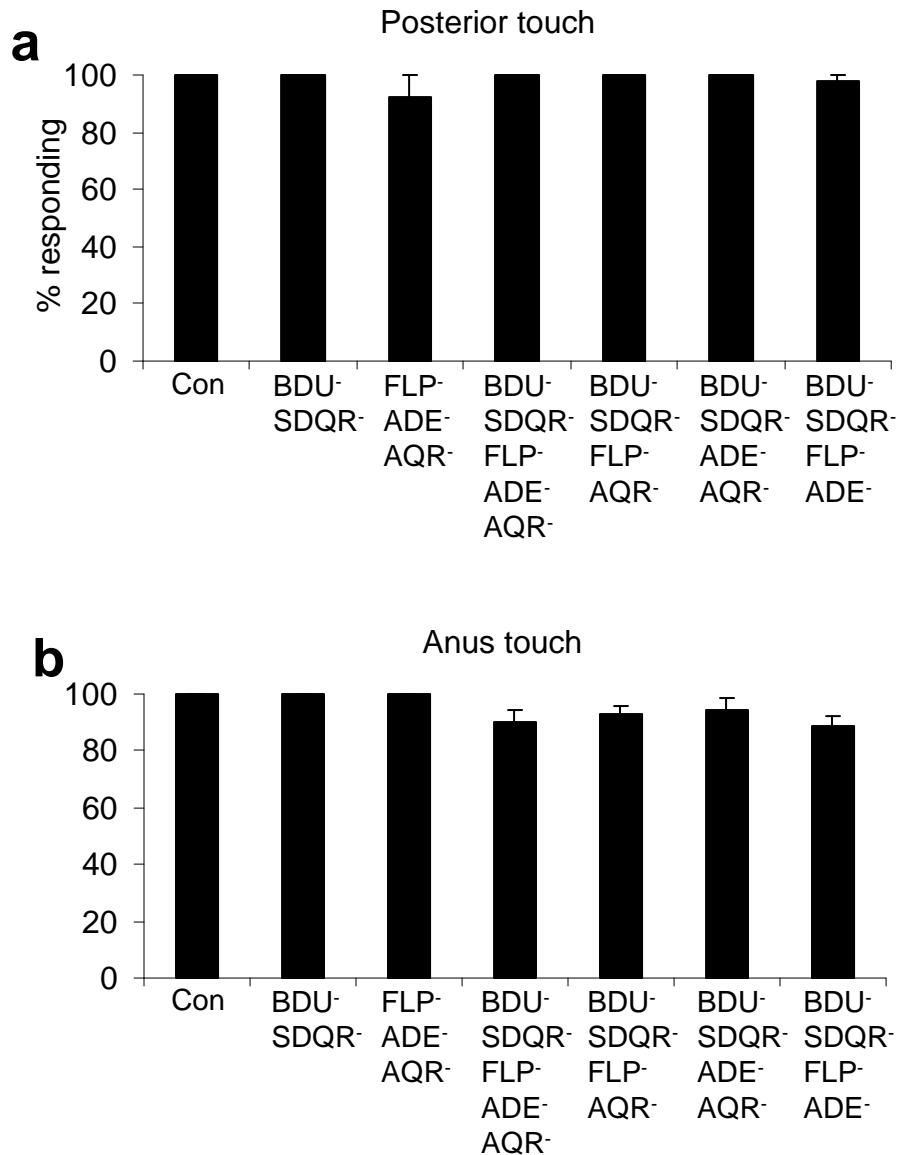 a
Posterior touch
% responding
100
80
60
40
20
0
Con
BDU-
SDQR-
FLP-
ADE-
AQR-
BDU-
SDQR-
FLP-
ADE-
AQR-
BDU-
SDQR-
FLP-
AQR-
BDU-
SDQR-
ADE-
AQR-
BDU-
SDQR-
FLP-
ADE-
b
Anus touch
100
80
60
40
20
0
Con
BDU-
SDQR-
FLP-
ADE-
AQR-
BDU-
SDQR-
FLP-
ADE-
AQR-
BDU-
SDQR-
FLP-
AQR-
BDU-
SDQR-
ADE-
AQR-
BDU-
SDQR-
FLP-
ADE-